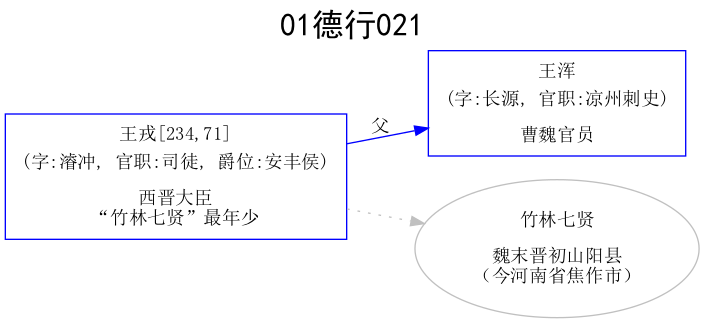 01德行021
王浑
(字:长源, 官职:凉州刺史)
曹魏官员
父
王戎[234,71]
(字:濬冲, 官职:司徒, 爵位:安丰侯)
西晋大臣
“竹林七贤”最年少
竹林七贤
魏末晋初山阳县
（今河南省焦作市）